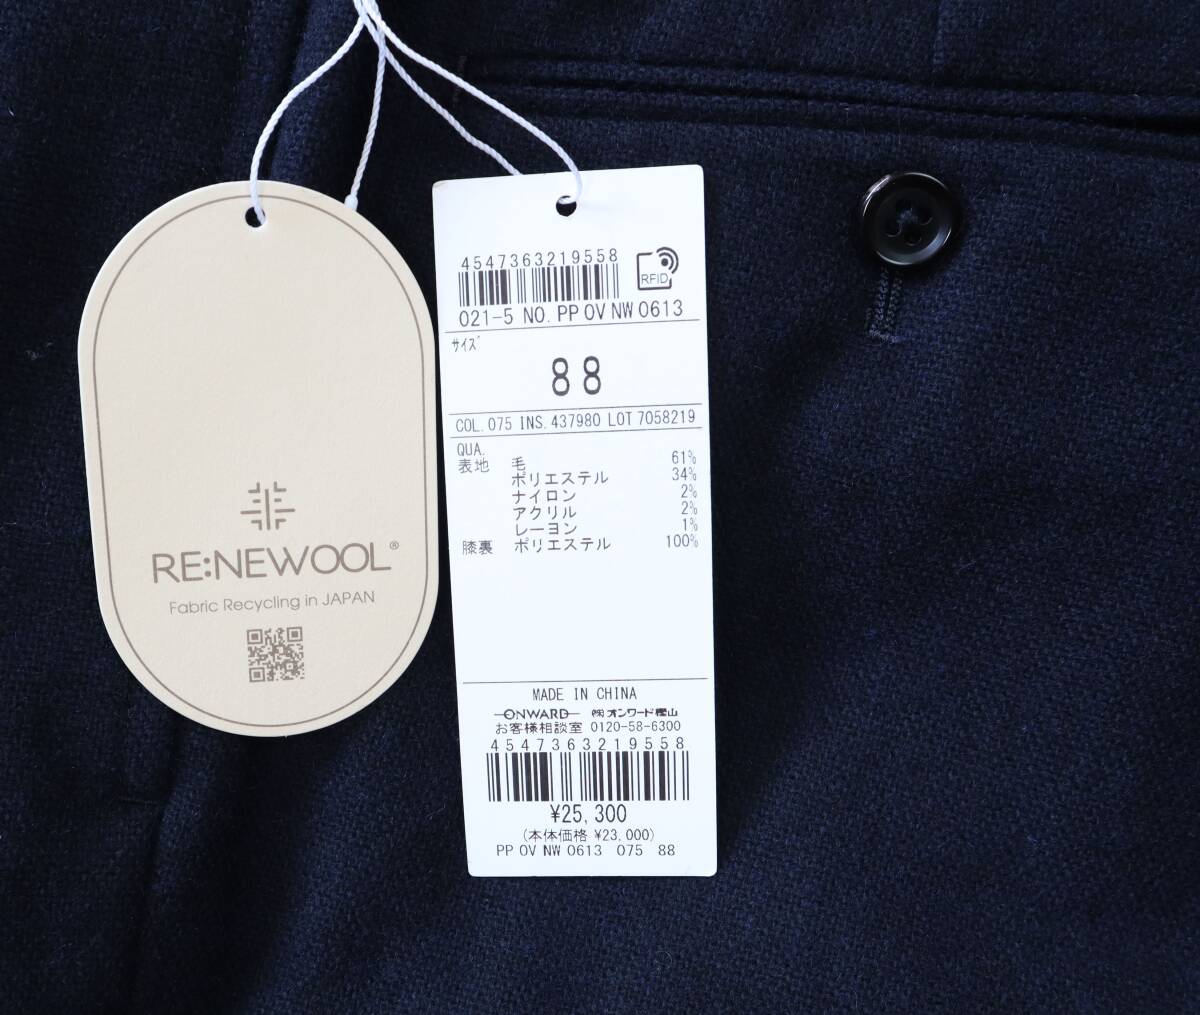 RE:NEWOOL®
Fabric Recycling in JAPAN
4547363219558
RFID
021-5 NO. PP OV NW 0613
サイズ
88
COL. 075 INS. 437980 LOT 7058219
QUA.
表地 毛 61%
ポリエステル 34%
ナイロン 2%
アクリル 2%
レーヨン 1%
膝裏 ポリエステル 100%
MADE IN CHINA
ONWARD ㈱オンワード樫山
お客様相談室 0120-58-6300
4547363219558
¥25,300
(本体価格 ¥23,000)
PP OV NW 0613 075 88